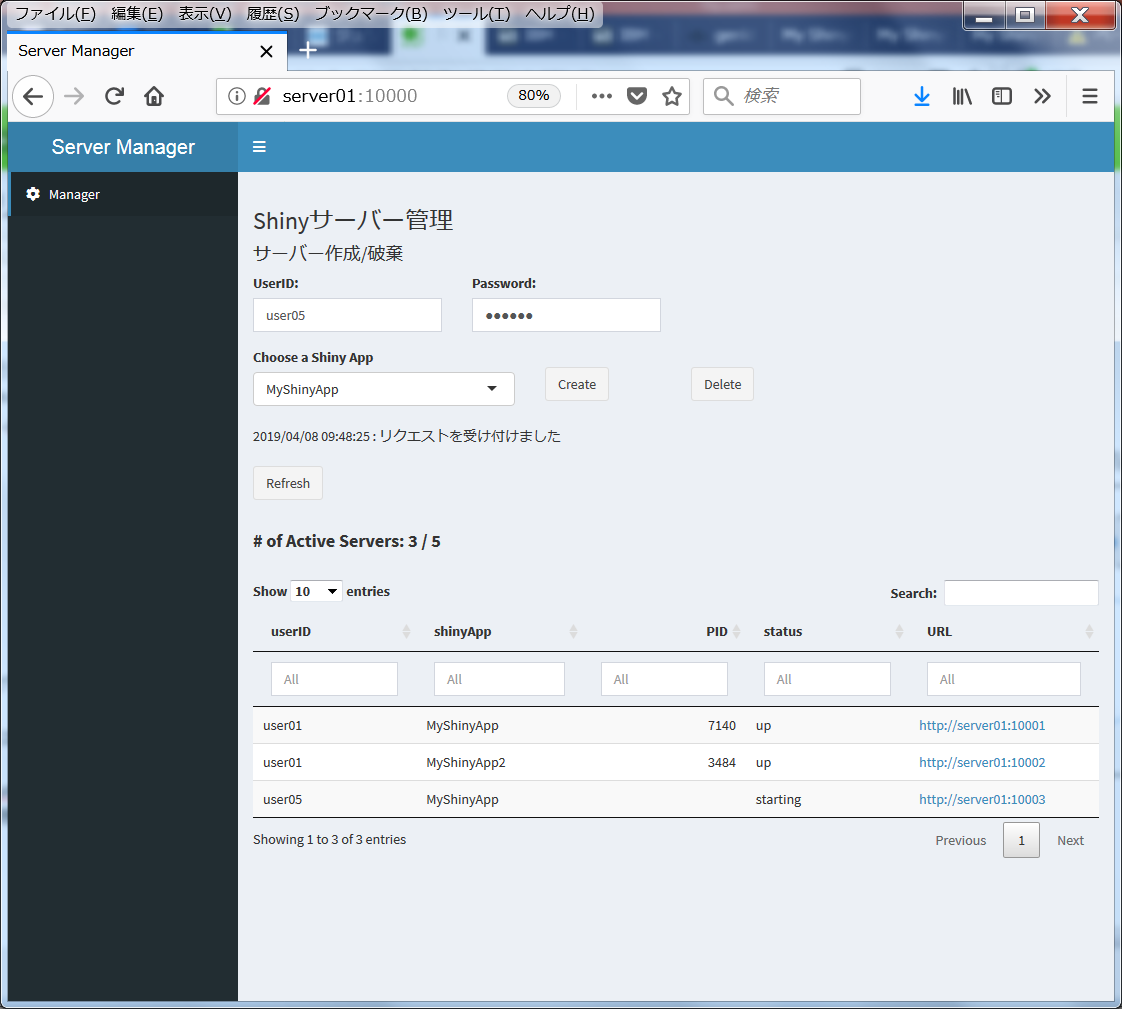 ファイル(F) 編集(E) 表示(V) 履歴(S) ブックマーク(B) ツール(T) ヘルプ(H)
Server Manager
server01:10000 80% 検索
Server Manager
Manager
Shinyサーバー管理
サーバー作成/破棄
UserID: Password:
user05 ••••••
Choose a Shiny App
MyShinyApp Create Delete
2019/04/08 09:48:25 : リクエストを受け付けました
Refresh
# of Active Servers: 3 / 5
Show 10 entries Search:
userID shinyApp PID status URL
All All All All All
user01 MyShinyApp 7140 up http://server01:10001
user01 MyShinyApp2 3484 up http://server01:10002
user05 MyShinyApp starting http://server01:10003
Showing 1 to 3 of 3 entries Previous 1 Next